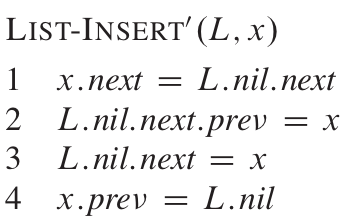 LIST-INSERT′(L, x)
1 x.next = L.nil.next
2 L.nil.next.prev = x
3 L.nil.next = x
4 x.prev = L.nil